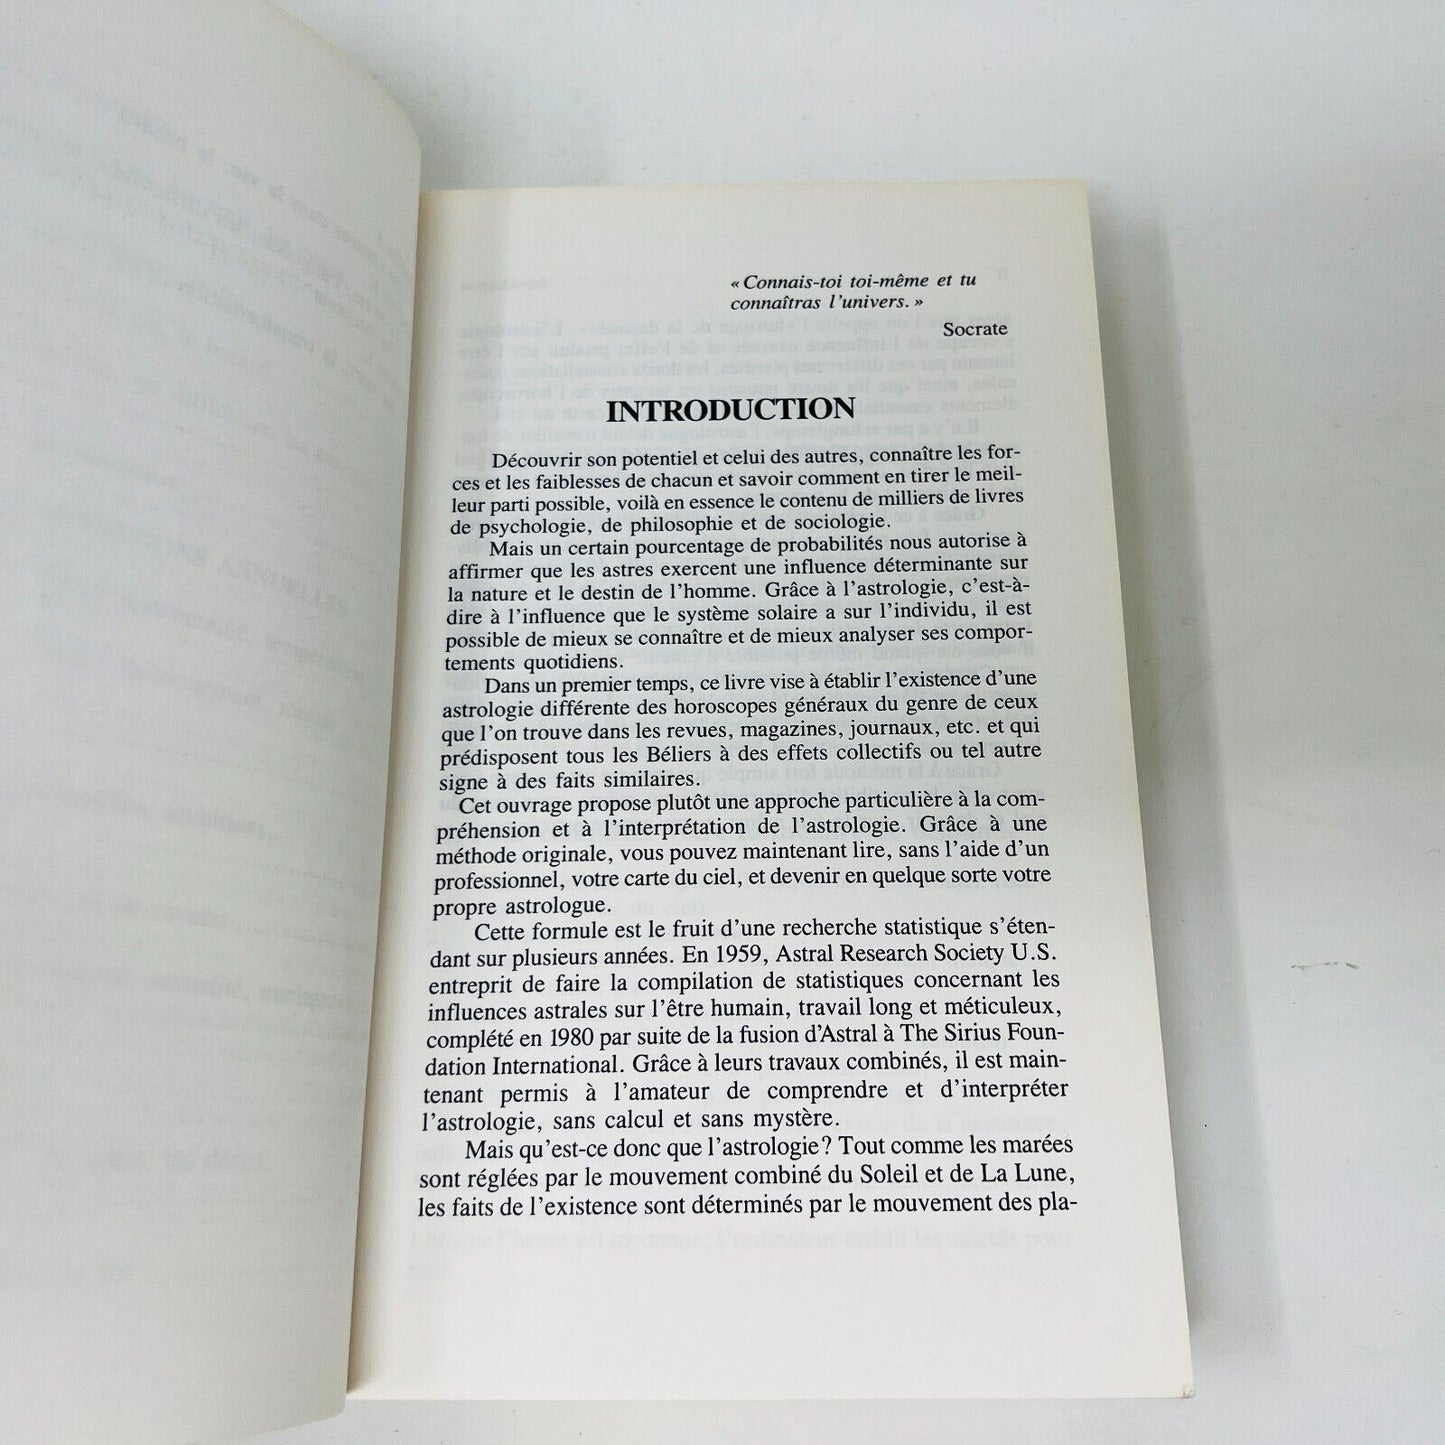 « Connais-toi toi-même et tu
connaîtras l'univers. »
Socrate
INTRODUCTION
Découvrir son potentiel et celui des autres, connaître les for-
ces et les faiblesses de chacun et savoir comment en tirer le meil-
leur parti possible, voilà en essence le contenu de milliers de livres
de psychologie, de philosophie et de sociologie.
Mais un certain pourcentage de probabilités nous autorise à
affirmer que les astres exercent une influence déterminante sur
la nature et le destin de l'homme. Grâce à l'astrologie, c'est-à-
dire à l'influence que le système solaire a sur l'individu, il est
possible de mieux se connaître et de mieux analyser ses compor-
tements quotidiens.
Dans un premier temps, ce livre vise à établir l'existence d'une
astrologie différente des horoscopes généraux du genre de ceux
que l'on trouve dans les revues, magazines, journaux, etc. et qui
prédisposent tous les Béliers à des effets collectifs ou tel autre
signe à des faits similaires.
Cet ouvrage propose plutôt une approche particulière à la com-
préhension et à l'interprétation de l'astrologie. Grâce à une
méthode originale, vous pouvez maintenant lire, sans l'aide d'un
professionnel, votre carte du ciel, et devenir en quelque sorte votre
propre astrologue.
Cette formule est le fruit d'une recherche statistique s'éten-
dant sur plusieurs années. En 1959, Astral Research Society U.S.
entreprit de faire la compilation de statistiques concernant les
influences astrales sur l'être humain, travail long et méticuleux,
complété en 1980 par suite de la fusion d'Astral à The Sirius Foun-
dation International. Grâce à leurs travaux combinés, il est main-
tenant permis à l'amateur de comprendre et d'interpréter
l'astrologie, sans calcul et sans mystère.
Mais qu'est-ce donc que l'astrologie? Tout comme les marées
sont réglées par le mouvement combiné du Soleil et de La Lune,
les faits de l'existence sont déterminés par le mouvement des pla-